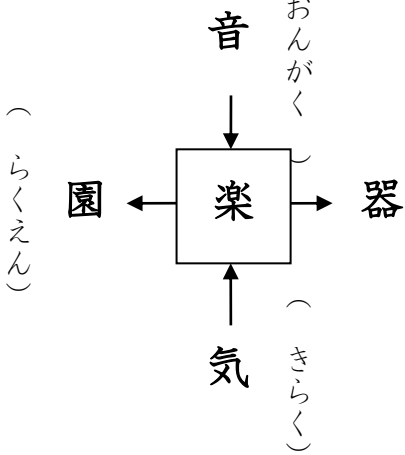 音
おんがく）
（　らくえん）
園
楽
器
気
（　きらく）